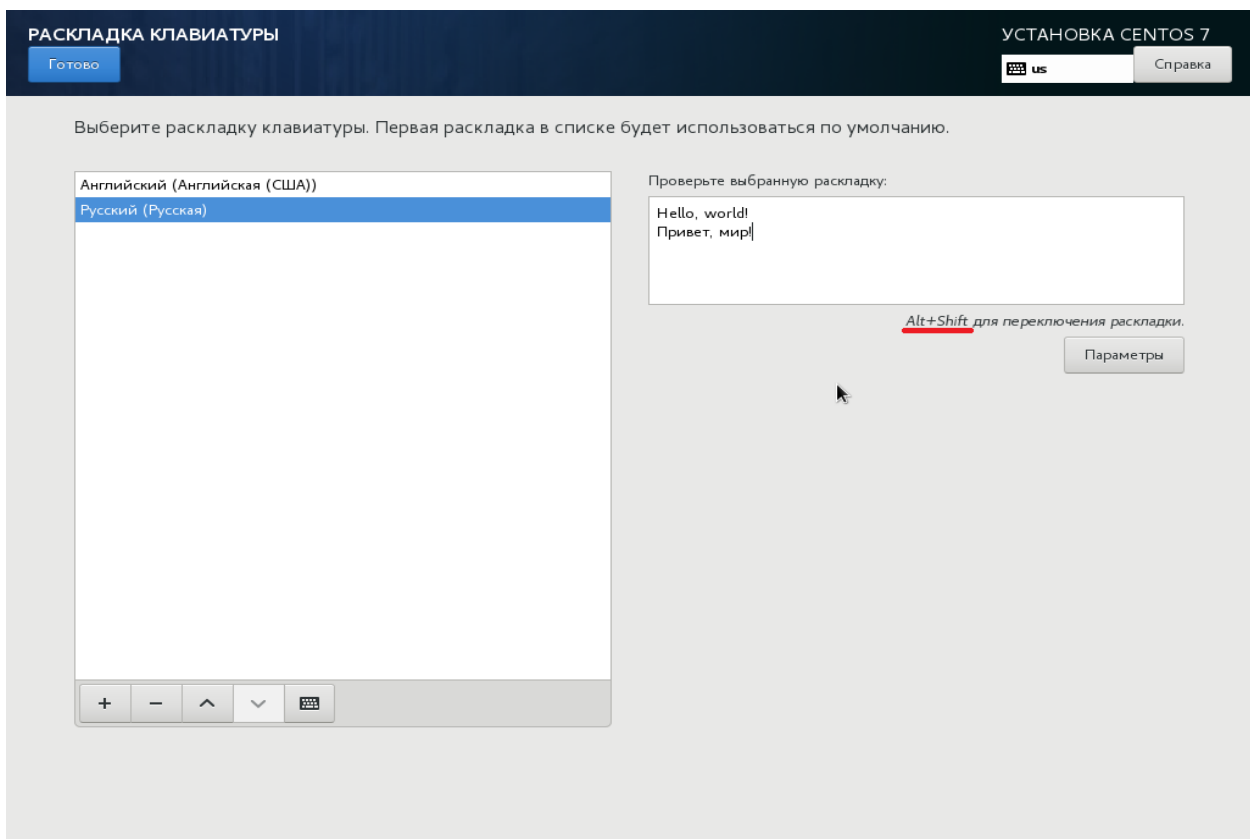 РАСКЛАДКА КЛАВИАТУРЫ
УСТАНОВКА CENTOS 7
Готово
us
Справка
Выберите раскладку клавиатуры. Первая раскладка в списке будет использоваться по умолчанию.
Английский (Английская (США))
Русский (Русская)
Проверьте выбранную раскладку:
Hello, world!
Привет, мир!
Alt+Shift для переключения раскладки.
Параметры